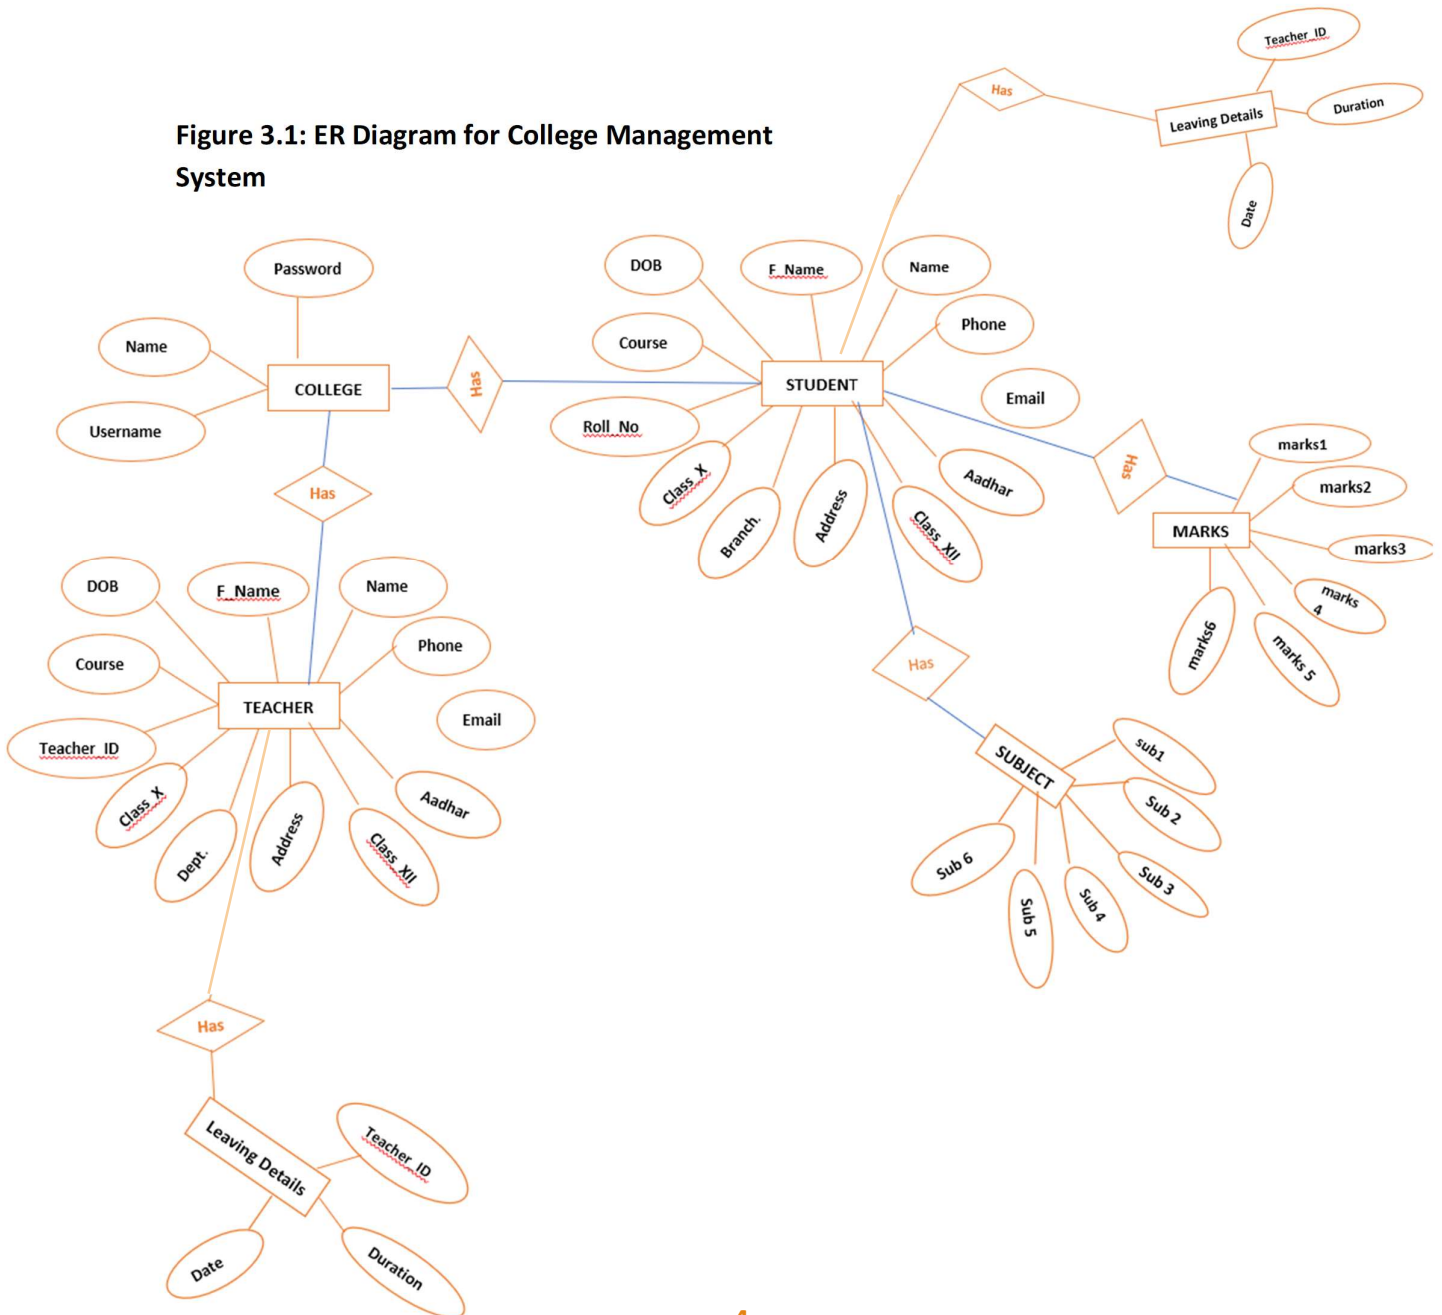 Teacher_ID
Has
Duration
Leaving Details
Figure 3.1: ER Diagram for College Management
System
Date
Password
DOB
F_Name
Name
Phone
Name
Course
COLLEGE
Has
STUDENT
Email
Username
Roll_No
Class_X
Branch.
Address
Class_XII
Aadhar
Has
marks1
marks2
MARKS
marks3
marks
4
marks 5
marks6
Has
DOB
F_Name
Name
Phone
Course
TEACHER
Email
Teacher_ID
Class_X
Dept.
Address
Class_XII
Aadhar
Has
SUBJECT
sub1
Sub 2
Sub 3
Sub 4
Sub 5
Sub 6
Has
Leaving Details
Teacher_ID
Date
Duration